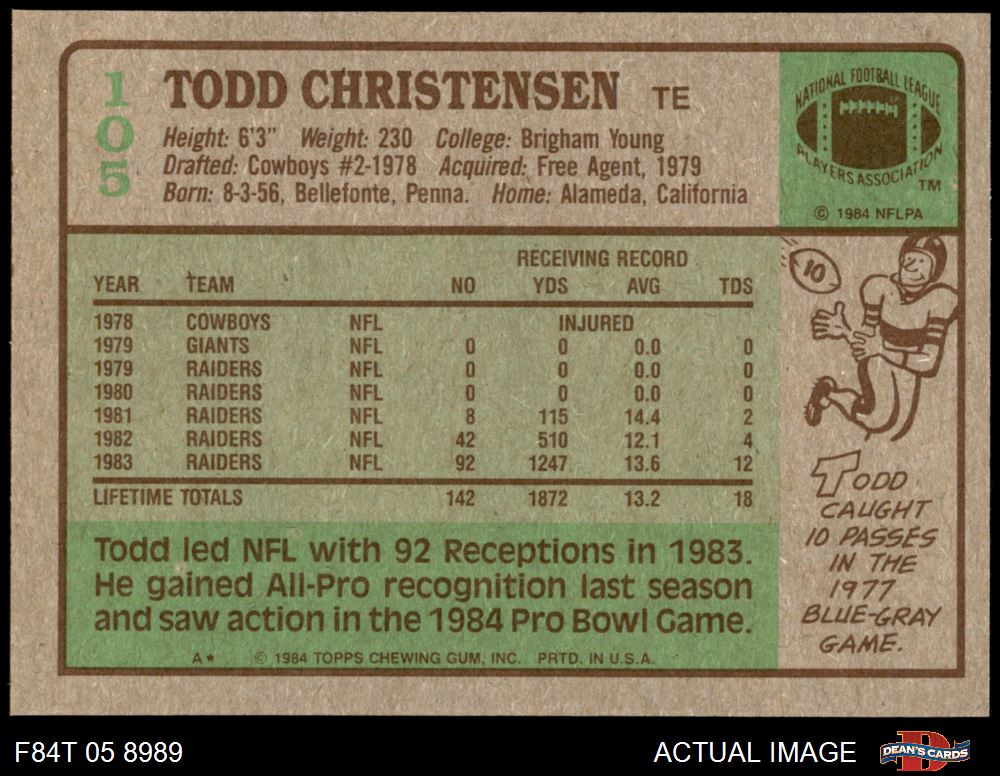 105
TODD CHRISTENSEN TE
Height: 6'3" Weight: 230 College: Brigham Young
Drafted: Cowboys #2-1978 Acquired: Free Agent, 1979
Born: 8-3-56, Bellefonte, Penna. Home: Alameda, California
NATIONAL FOOTBALL LEAGUE
PLAYERS ASSOCIATION
TM
© 1984 NFLPA
RECEIVING RECORD
YEAR TEAM NO YDS AVG TDS
1978 COWBOYS NFL INJURED
1979 GIANTS NFL 0 0 0.0 0
1979 RAIDERS NFL 0 0 0.0 0
1980 RAIDERS NFL 0 0 0.0 0
1981 RAIDERS NFL 8 115 14.4 2
1982 RAIDERS NFL 42 510 12.1 4
1983 RAIDERS NFL 92 1247 13.6 12
LIFETIME TOTALS 142 1872 13.2 18
Todd led NFL with 92 Receptions in 1983.
He gained All-Pro recognition last season
and saw action in the 1984 Pro Bowl Game.
A* © 1984 TOPPS CHEWING GUM, INC. PRTD. IN U.S.A.
10
TODD
CAUGHT
10 PASSES
IN THE
1977
BLUE-GRAY
GAME.
F84T 05 8989
ACTUAL IMAGE
D
DEAN'S CARDS